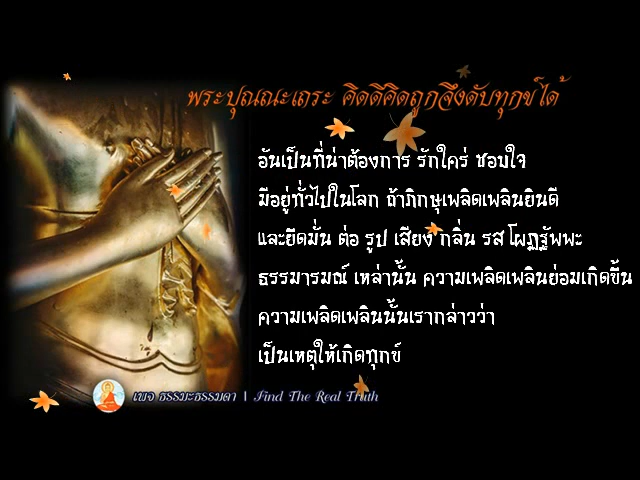 พระปุณณะเถระ คิดดีคิดถูกจึงดับทุกข์ได้
อันเป็นที่น่าต้องการ รักใคร่ ชอบใจ
มีอยู่ทั่วไปในโลก ถ้าภิกษุเพลิดเพลินยินดี
และยึดมั่น ต่อ รูป เสียง กลิ่น รส โผฏฐัพพะ
ธรรมารมณ์ เหล่านั้น ความเพลิดเพลินย่อมเกิดขึ้น
ความเพลิดเพลินนั้นเรากล่าวว่า
เป็นเหตุให้เกิดทุกข์
เพจ ธรรมะธรรมดา | Find The Real Truth